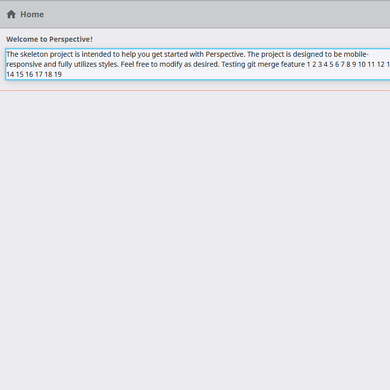 Home
Welcome to Perspective!
The skeleton project is intended to help you get started with Perspective. The project is designed to be mobile-
responsive and fully utilizes styles. Feel free to modify as desired. Testing git merge feature 1 2 3 4 5 6 7 8 9 10 11 12
14 15 16 17 18 19